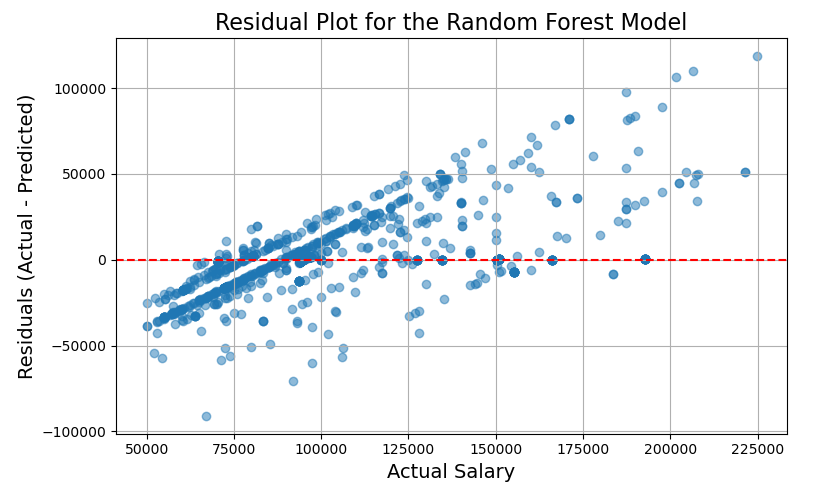 Residual Plot for the Random Forest Model
Residuals (Actual - Predicted)
100000
50000
0
−50000
−100000
50000 75000 100000 125000 150000 175000 200000 225000
Actual Salary